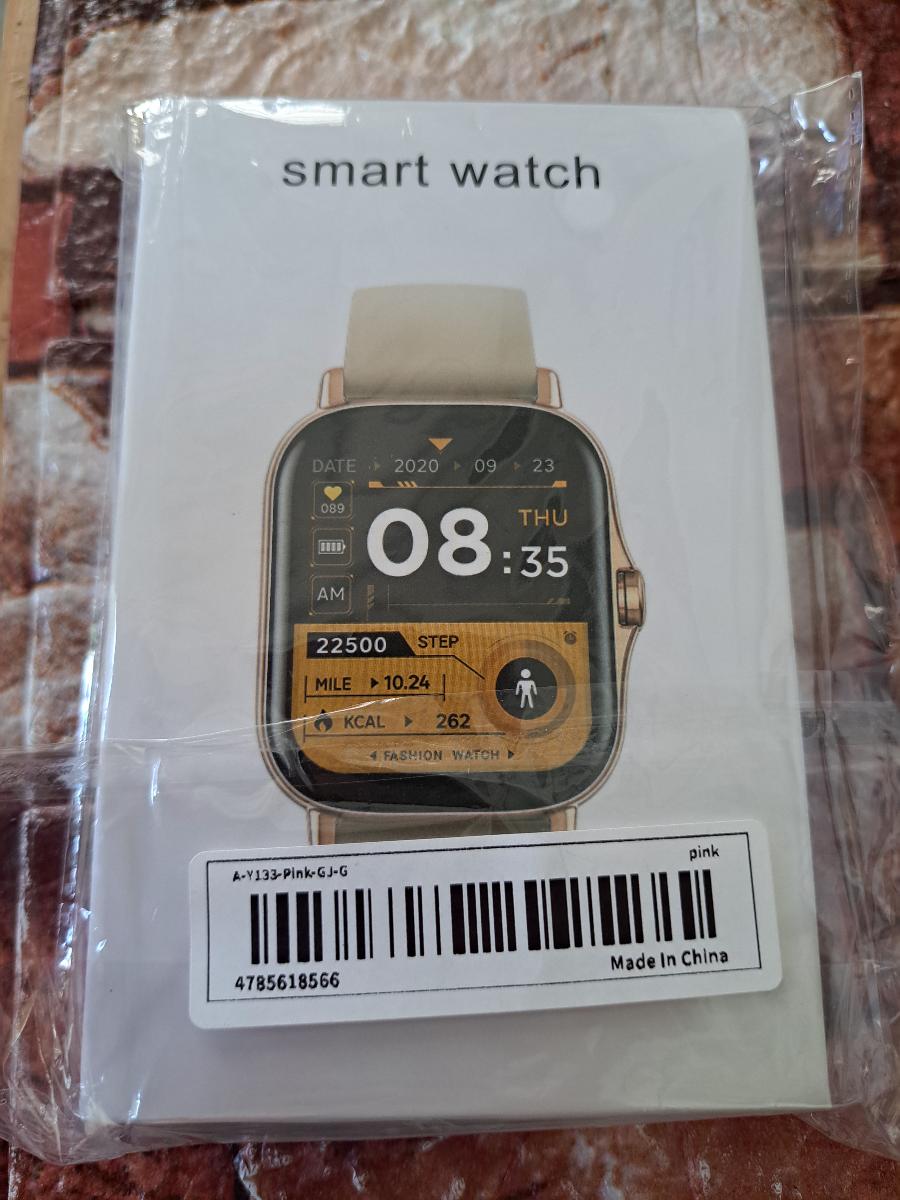 smart watch
DATE 2020 09 23
089
THU
08:35
AM
22500 STEP
MILE 10.24
KCAL 262
FASHION WATCH
A-Y133-Pink-GJ-G
pink
4785618566
Made In China